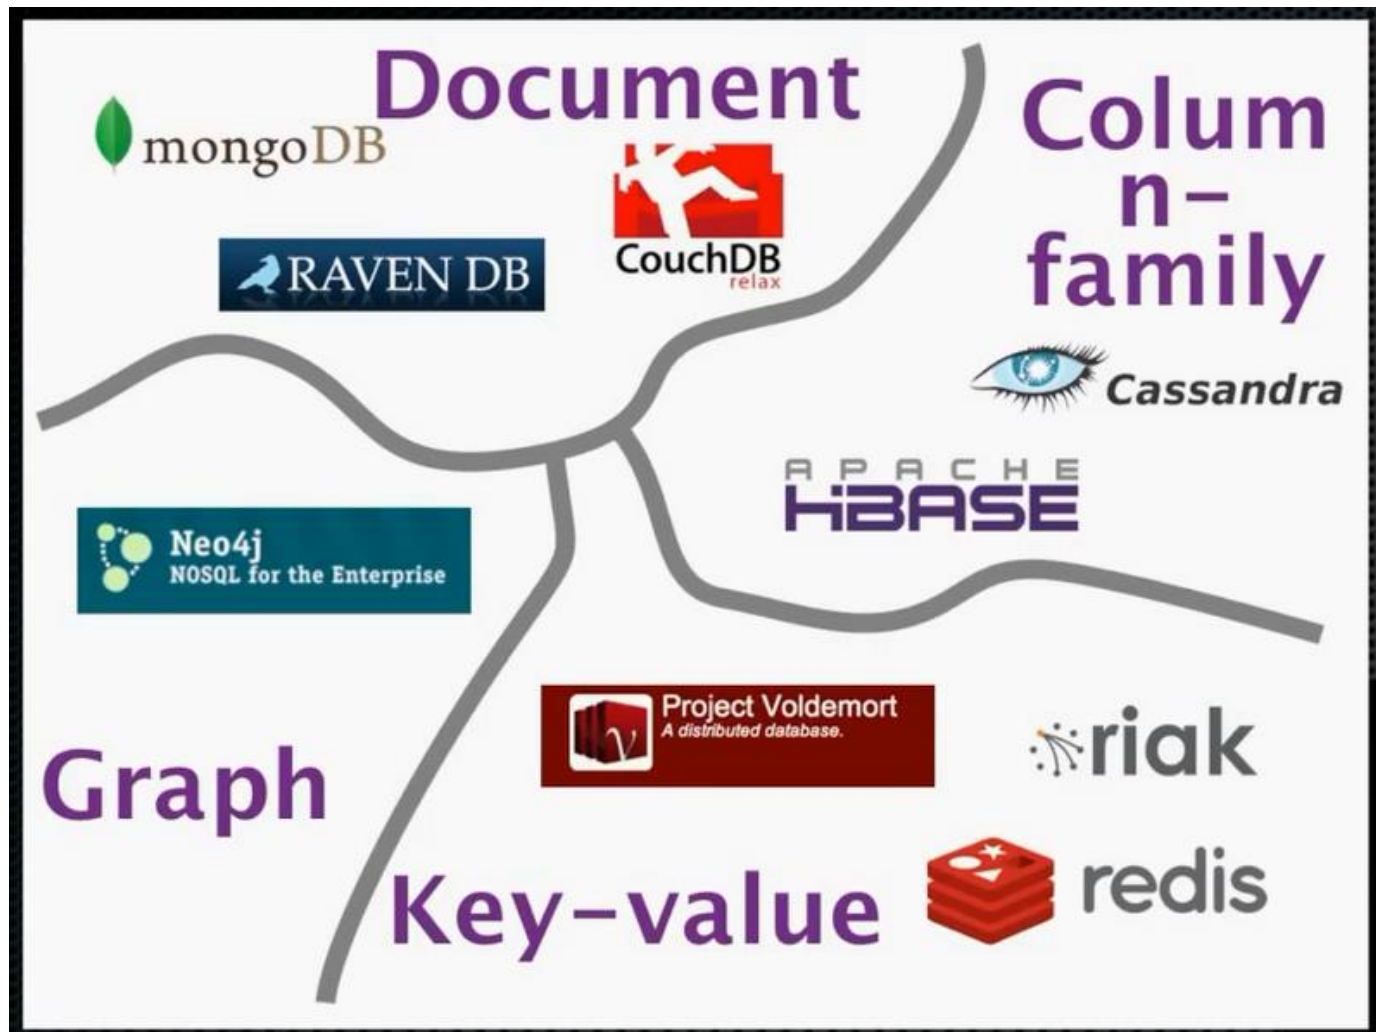 Document
mongoDB
CouchDB
relax
RAVEN DB
Colum
n-
family
Cassandra
APACHE
HBASE
Neo4j
NOSQL for the Enterprise
Graph
Project Voldemort
A distributed database.
V
riak
redis
Key-value